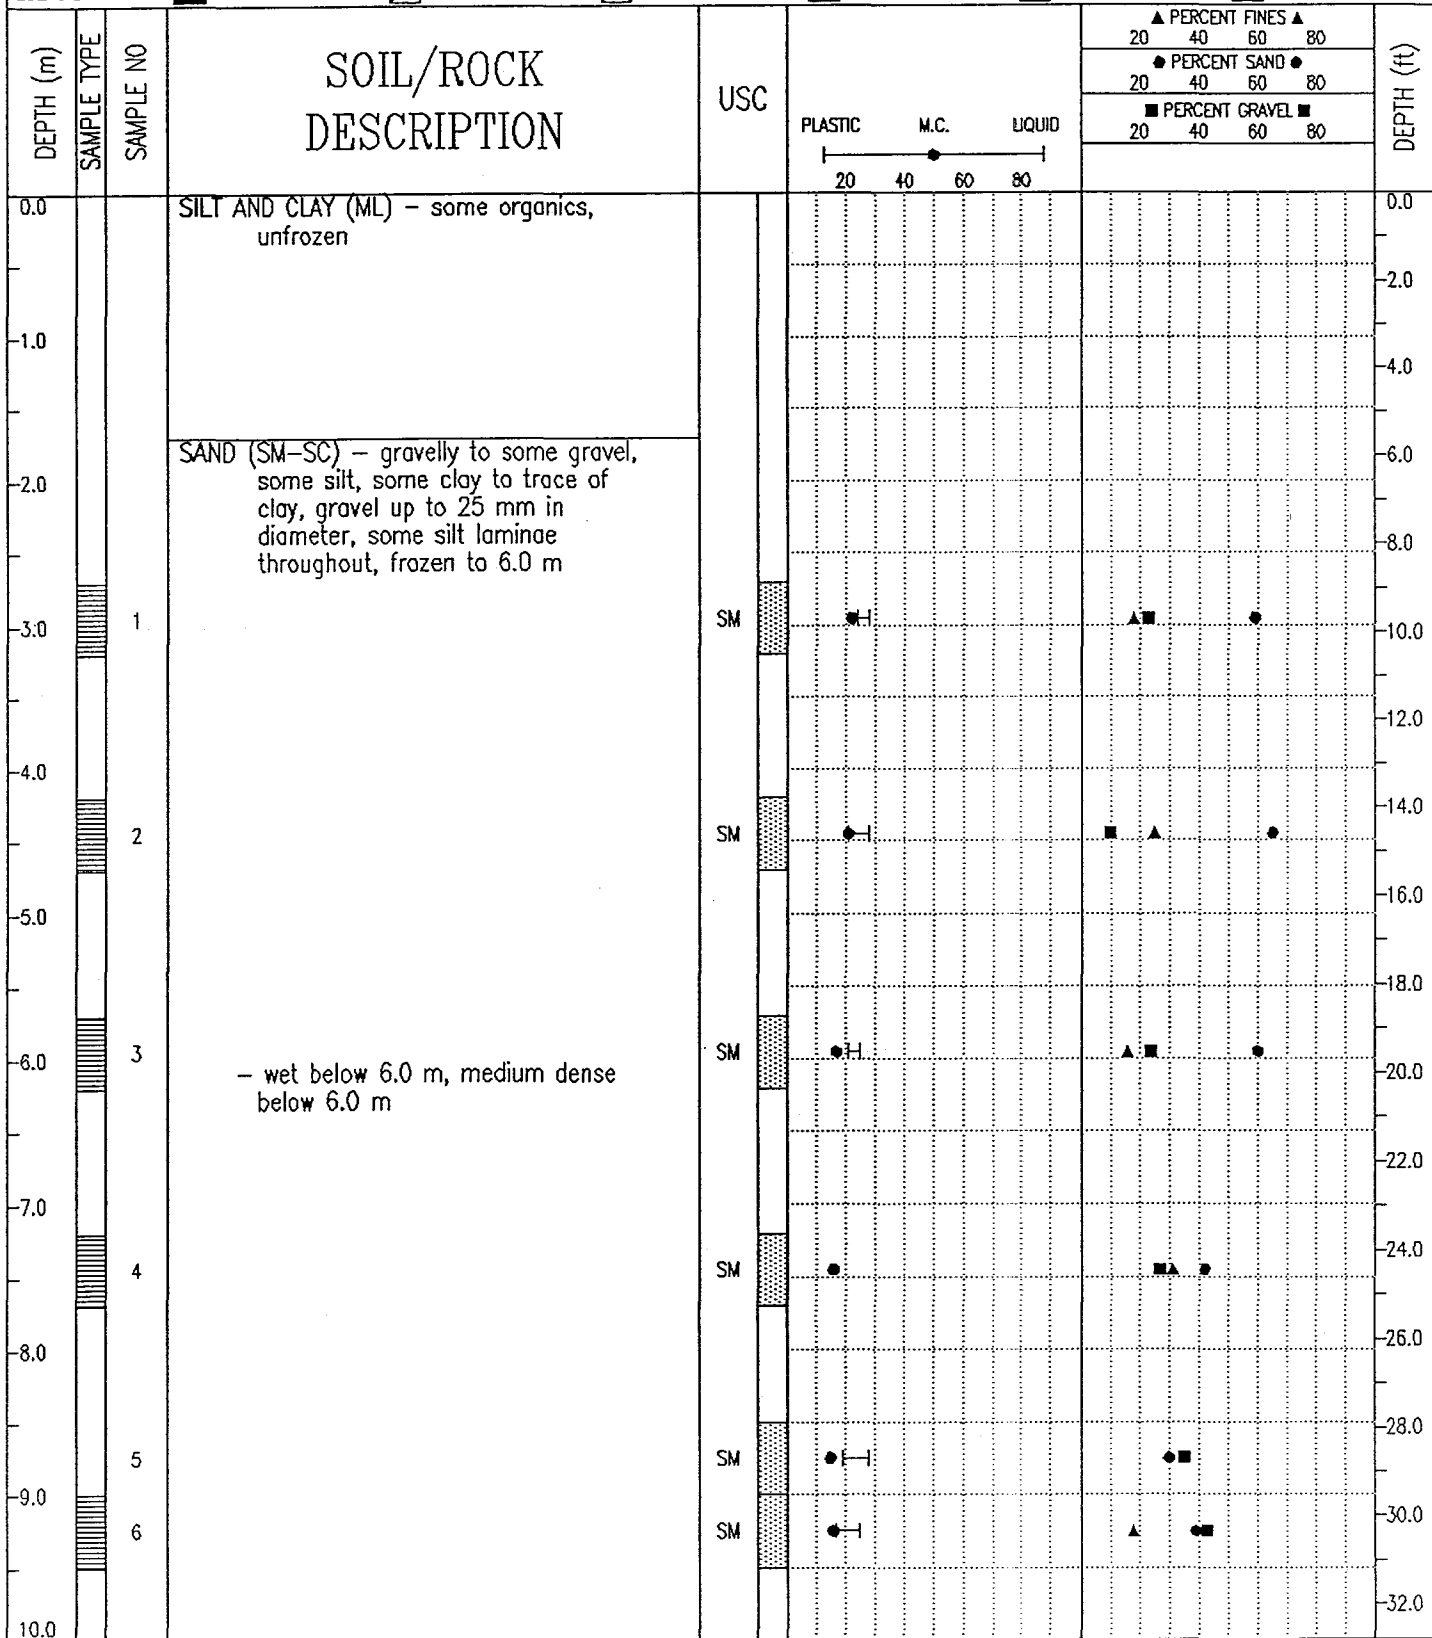 ▲ PERCENT FINES ▲
20 40 60 80
● PERCENT SAND ●
20 40 60 80
■ PERCENT GRAVEL ■
20 40 60 80
DEPTH (m)
SAMPLE TYPE
SAMPLE NO
SOIL/ROCK
DESCRIPTION
USC
PLASTIC M.C. LIQUID
20 40 60 80
DEPTH (ft)
0.0
SILT AND CLAY (ML) – some organics,
unfrozen
0.0
2.0
1.0
4.0
SAND (SM–SC) – gravelly to some gravel,
some silt, some clay to trace of
clay, gravel up to 25 mm in
diameter, some silt laminae
throughout, frozen to 6.0 m
6.0
2.0
8.0
1 SM
3.0
10.0
12.0
4.0
14.0
2 SM
16.0
5.0
18.0
3 SM
6.0
20.0
– wet below 6.0 m, medium dense
below 6.0 m
22.0
7.0
24.0
4 SM
26.0
8.0
28.0
5 SM
9.0
30.0
6 SM
32.0
10.0